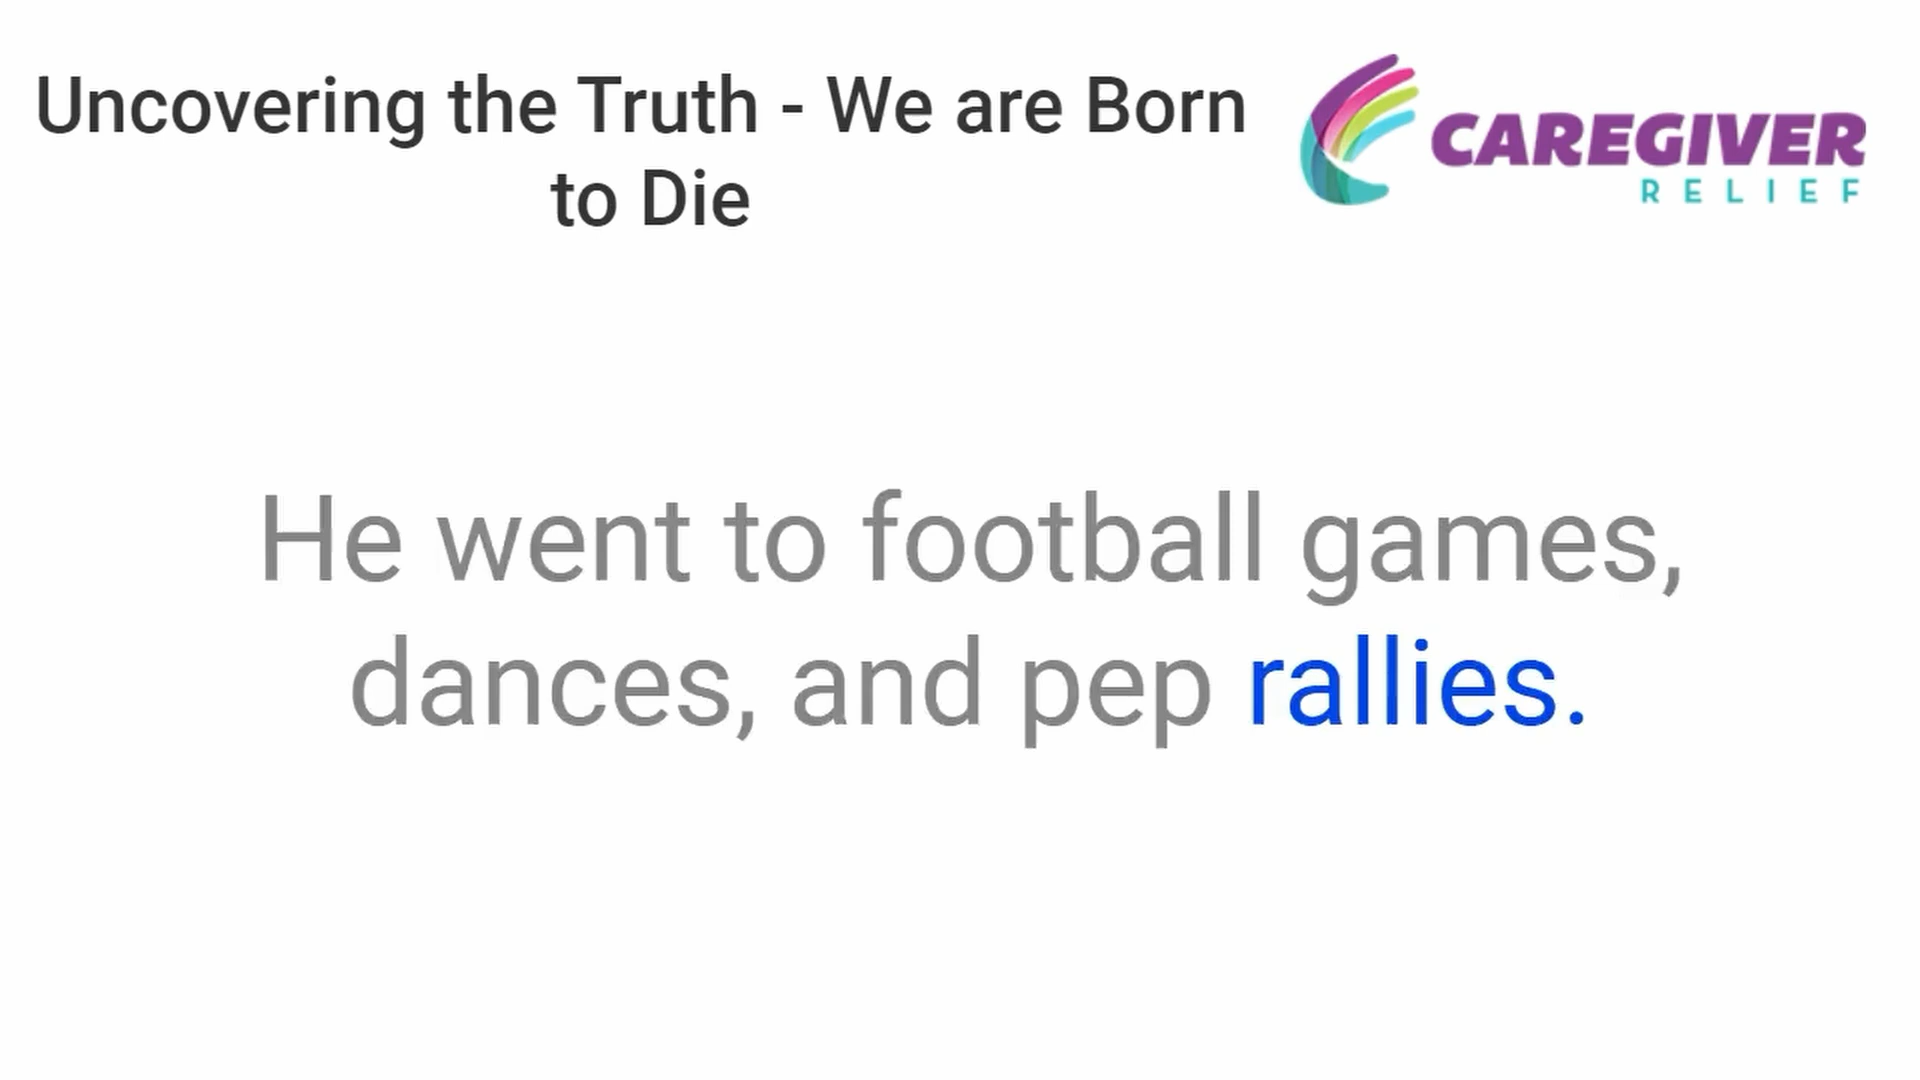 Uncovering the Truth - We are Born
to Die
CAREGIVER
RELIEF
He went to football games,
dances, and pep rallies.